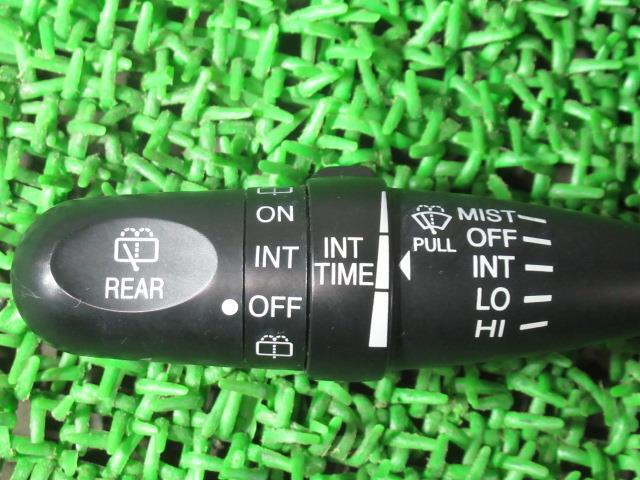 REAR
ON
INT
OFF
INT
TIME
PULL
MIST
OFF
INT
LO
HI